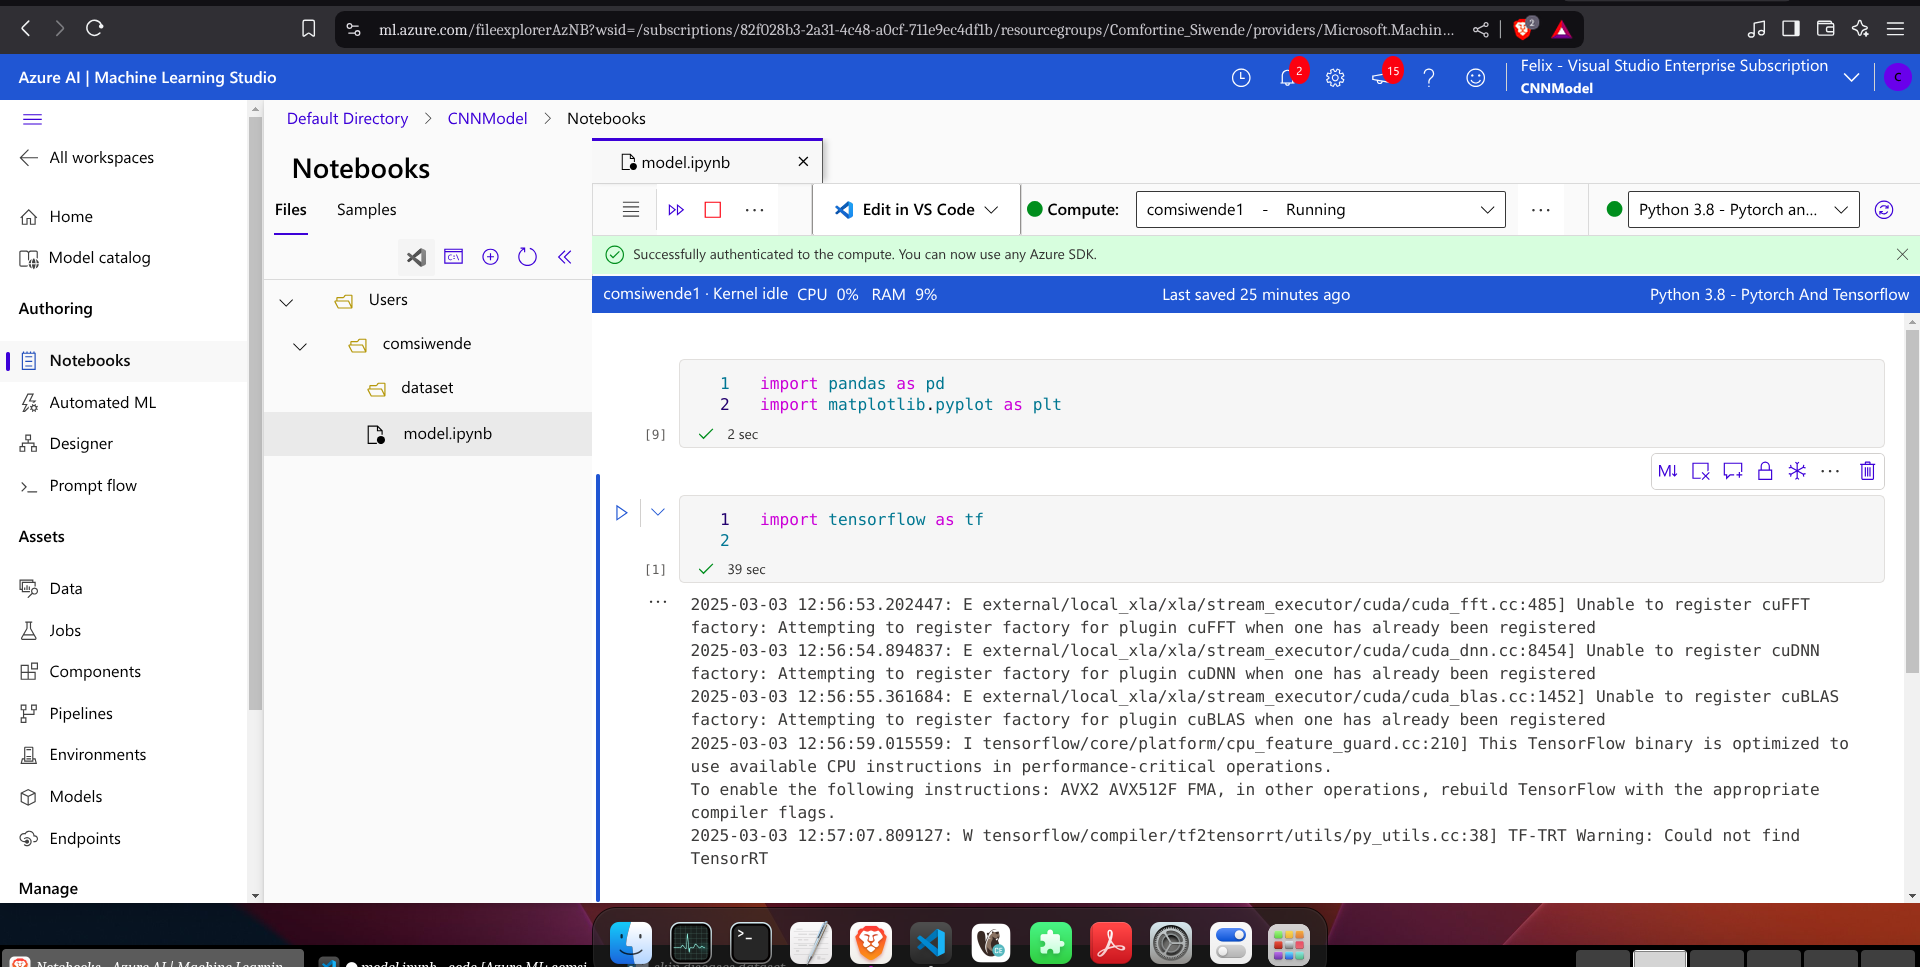 ml.azure.com/fileexplorerAzNB?wsid=/subscriptions/82f028b3-2a31-4c48-a0cf-711e9ec4df1b/resourcegroups/Comfortine_Siwende/providers/Microsoft.Machin...
2
Azure AI | Machine Learning Studio
2
15
Felix - Visual Studio Enterprise Subscription
CNNModel
C
All workspaces
Home
Model catalog
Authoring
Notebooks
Automated ML
Designer
Prompt flow
Assets
Data
Jobs
Components
Pipelines
Environments
Models
Endpoints
Manage
Default Directory > CNNModel > Notebooks
Notebooks
Files Samples
Users
comsiwende
dataset
model.ipynb
model.ipynb
Edit in VS Code
Compute:
comsiwende1 - Running
Python 3.8 - Pytorch an...
Successfully authenticated to the compute. You can now use any Azure SDK.
comsiwende1 · Kernel idle CPU 0% RAM 9%
Last saved 25 minutes ago
Python 3.8 - Pytorch And Tensorflow
1 import pandas as pd
2 import matplotlib.pyplot as plt
[9] 2 sec
M↓
1 import tensorflow as tf
2
[1] 39 sec
2025-03-03 12:56:53.202447: E external/local_xla/xla/stream_executor/cuda/cuda_fft.cc:485] Unable to register cuFFT
factory: Attempting to register factory for plugin cuFFT when one has already been registered
2025-03-03 12:56:54.894837: E external/local_xla/xla/stream_executor/cuda/cuda_dnn.cc:8454] Unable to register cuDNN
factory: Attempting to register factory for plugin cuDNN when one has already been registered
2025-03-03 12:56:55.361684: E external/local_xla/xla/stream_executor/cuda/cuda_blas.cc:1452] Unable to register cuBLAS
factory: Attempting to register factory for plugin cuBLAS when one has already been registered
2025-03-03 12:56:59.015559: I tensorflow/core/platform/cpu_feature_guard.cc:210] This TensorFlow binary is optimized to
use available CPU instructions in performance-critical operations.
To enable the following instructions: AVX2 AVX512F FMA, in other operations, rebuild TensorFlow with the appropriate
compiler flags.
2025-03-03 12:57:07.809127: W tensorflow/compiler/tf2tensorrt/utils/py_utils.cc:38] TF-TRT Warning: Could not find
TensorRT
Notebooks - Azure AI | Machine Learnin
model.ipynb - code [Azure ML: comsi